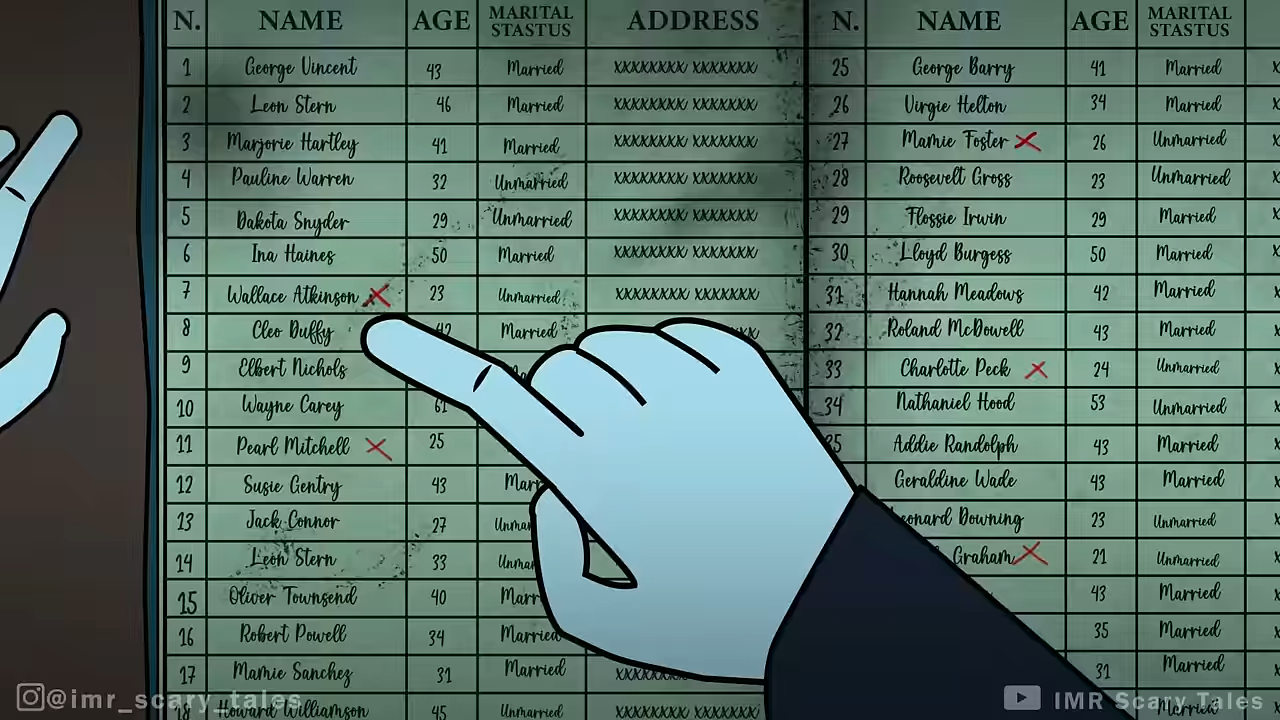 N. NAME AGE MARITAL STASTUS ADDRESS
1 George Vincent 43 Married XXXXXXXX XXXXXXX
2 Leon Stern 46 Married XXXXXXXX XXXXXXX
3 Marjorie Hartley 41 Married XXXXXXXX XXXXXXX
4 Pauline Warren 32 Unmarried XXXXXXXX XXXXXXX
5 Dakota Snyder 29 Unmarried XXXXXXXX XXXXXXX
6 Ina Haines 50 Married XXXXXXXX XXXXXXX
7 Wallace Atkinson 23 Unmarried XXXXXXXX XXXXXXX
8 Cleo Duffy 42 Married
9 Elbert Nichols
10 Wayne Carey 61
11 Pearl Mitchell 25
12 Susie Gentry 43
13 Jack Connor 27
14 Leon Stern 33
15 Oliver Townsend 40
16 Robert Powell 34 Married
17 Mamie Sanchez 31 Married
18 Howard Williamson 45 Unmarried XXXXXXXX XXXXXXX
N. NAME AGE MARITAL STASTUS
25 George Barry 41 Married
26 Virgie Helton 34 Married
27 Mamie Foster 26 Unmarried
28 Roosevelt Gross 23 Unmarried
29 Flossie Irwin 29 Married
30 Lloyd Burgess 50 Married
31 Hannah Meadows 42 Married
32 Roland McDowell 43 Married
33 Charlotte Peck 24 Unmarried
34 Nathaniel Hood 53 Unmarried
35 Addie Randolph 43 Married
Geraldine Wade 43 Married
Leonard Downing 23 Unmarried
Graham 21 Unmarried
43 Married
35 Married
31 Married
Married
@imr_scary_tales
IMR Scary Tales